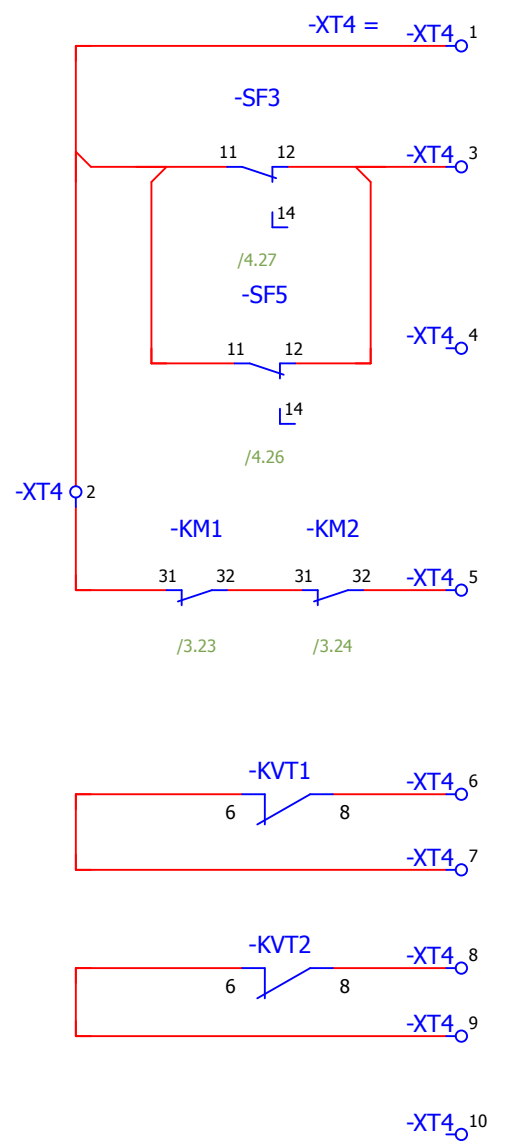 -XT4 =
-XT4 1
-SF3
11 12
-XT4 3
14
/4.27
-SF5
-XT4 4
11 12
14
/4.26
-XT4 2
-KM1 -KM2
31 32 31 32 -XT4 5
/3.23 /3.24
-KVT1
-XT4 6
6 8
-XT4 7
-KVT2
-XT4 8
6 8
-XT4 9
-XT4 10